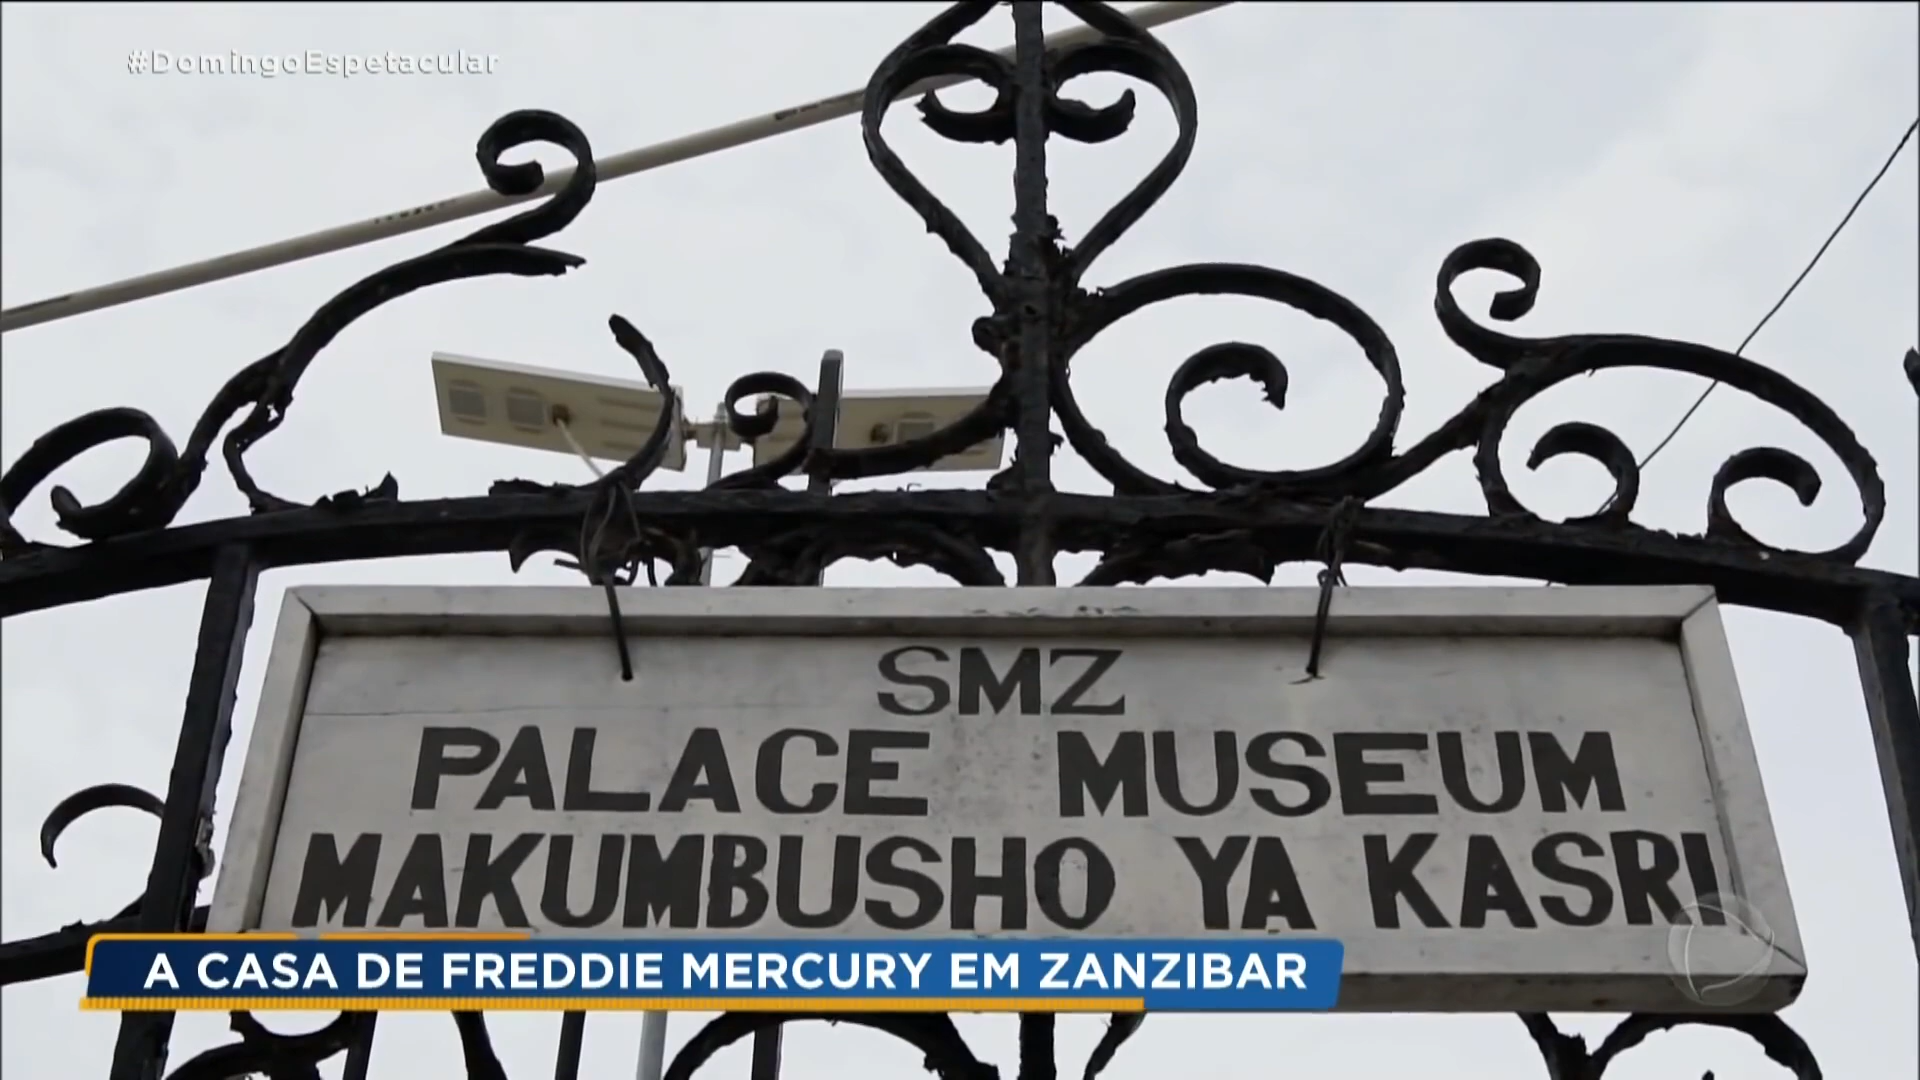 #DomingoEspetacular
SMZ
PALACE MUSEUM
MAKUMBUSHO YA KASRI
A CASA DE FREDDIE MERCURY EM ZANZIBAR